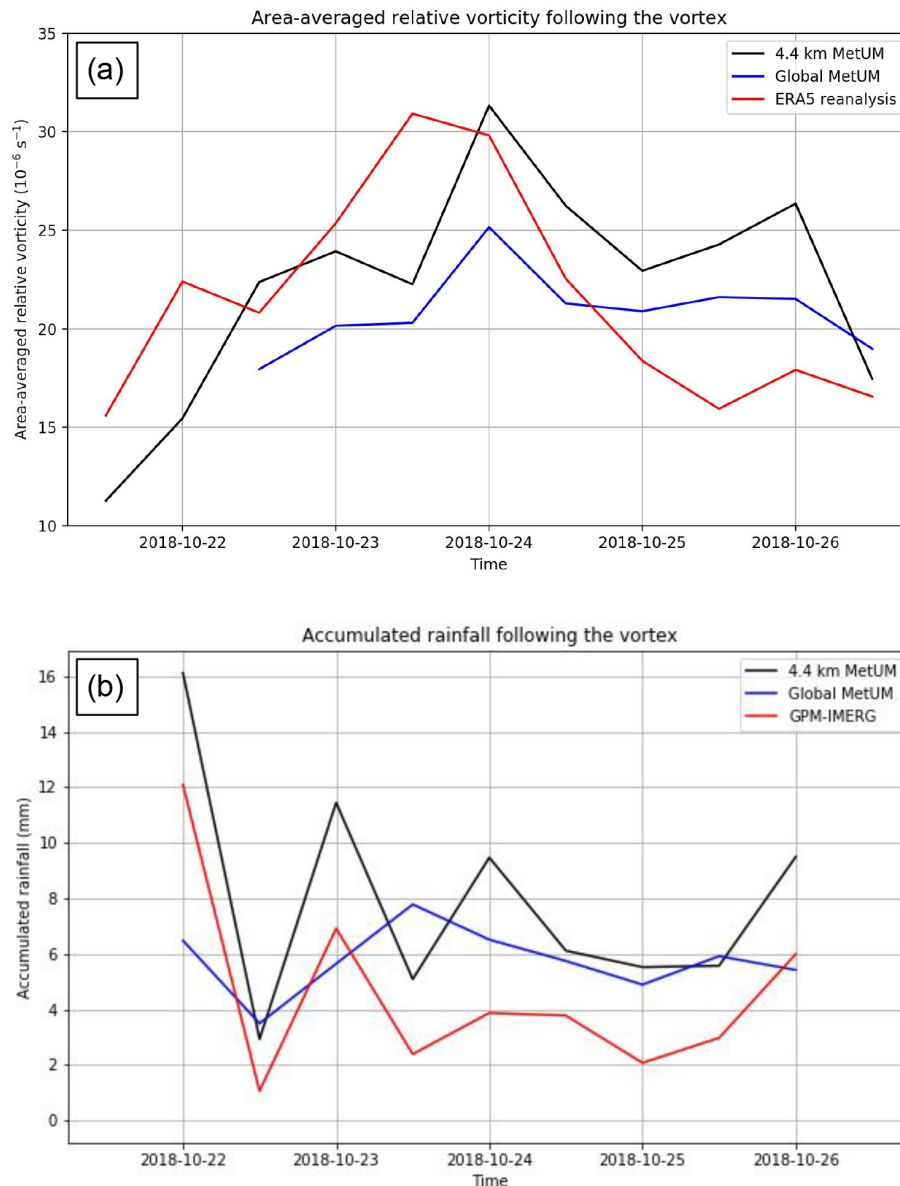 Area-averaged relative vorticity following the vortex
(a)
4.4 km MetUM
Global MetUM
ERA5 reanalysis
35
30
25
20
15
10
Area-averaged relative vorticity (10⁻⁶ s⁻¹)
2018-10-22 2018-10-23 2018-10-24 2018-10-25 2018-10-26
Time
Accumulated rainfall following the vortex
(b)
4.4 km MetUM
Global MetUM
GPM-IMERG
16
14
12
10
8
6
4
2
0
Accumulated rainfall (mm)
2018-10-22 2018-10-23 2018-10-24 2018-10-25 2018-10-26
Time